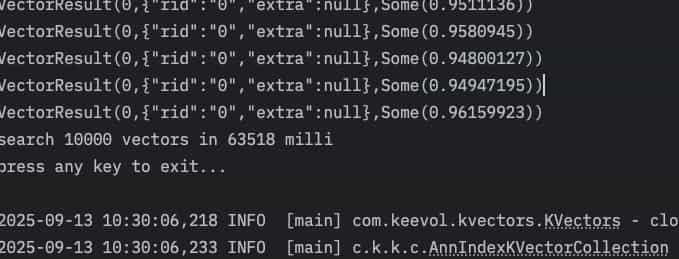 VectorResult(0,{"rid":"0","extra":null},Some(0.9511136))
VectorResult(0,{"rid":"0","extra":null},Some(0.9580945))
VectorResult(0,{"rid":"0","extra":null},Some(0.94800127))
VectorResult(0,{"rid":"0","extra":null},Some(0.94947195))
VectorResult(0,{"rid":"0","extra":null},Some(0.96159923))
search 10000 vectors in 63518 milli
press any key to exit...
2025-09-13 10:30:06,218 INFO  [main] com.keevol.kvectors.KVectors - clo
2025-09-13 10:30:06,233 INFO  [main] c.k.k.c.AnnIndexKVectorCollection